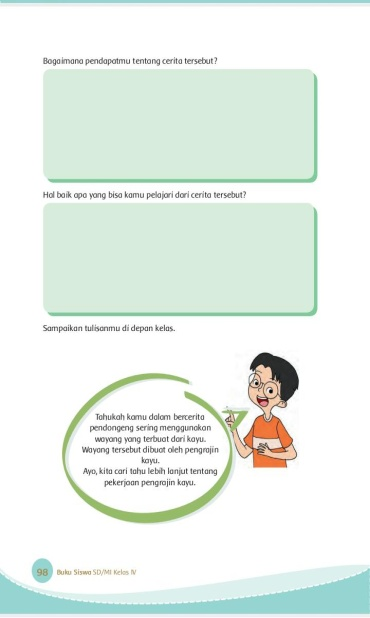 Bagaimana pendapatmu tentang cerita tersebut?
Hal baik apa yang bisa kamu pelajari dari cerita tersebut?
Sampaikan tulisanmu di depan kelas.
Tahukah kamu dalam bercerita
pendongeng sering menggunakan
wayang yang terbuat dari kayu.
Wayang tersebut dibuat oleh pengrajin
kayu.
Ayo, kita cari tahu lebih lanjut tentang
pekerjaan pengrajin kayu.
98 Buku Siswa SD/MI Kelas IV